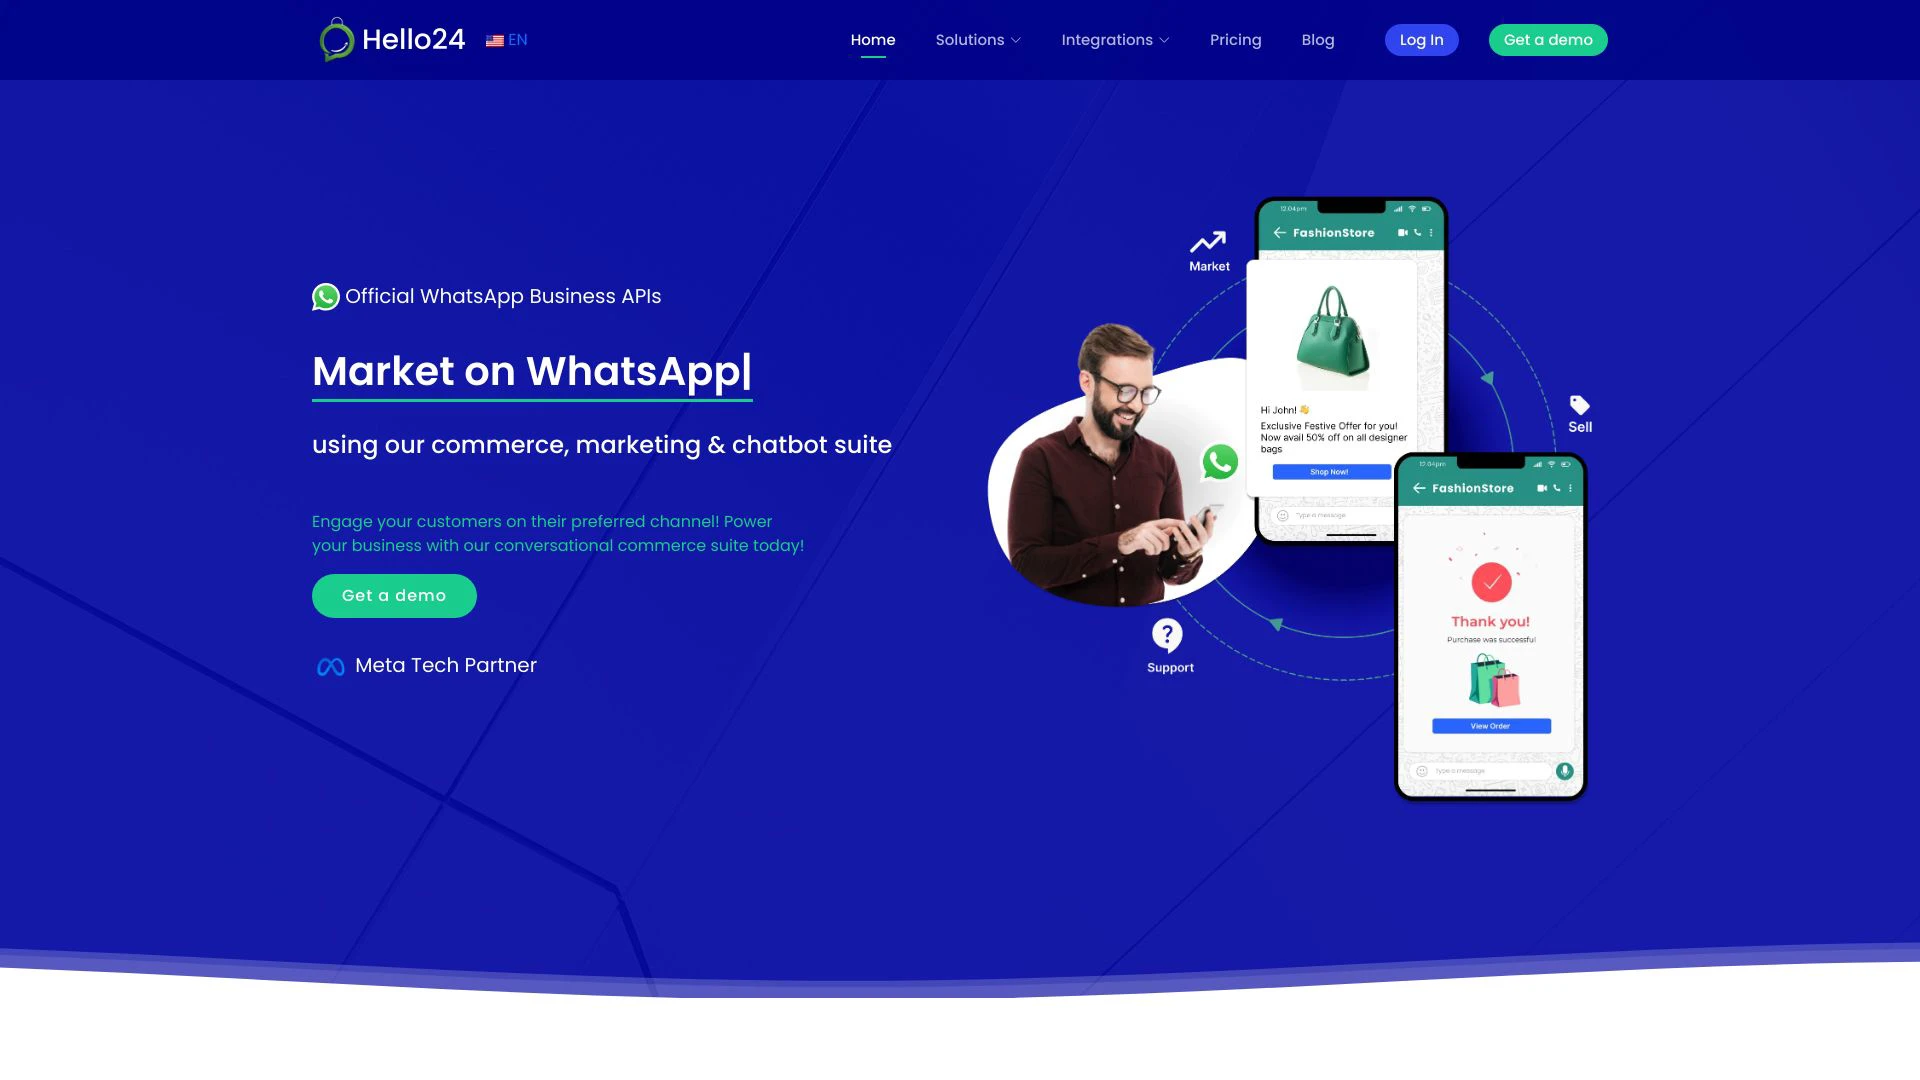 Hello24
EN
Home
Solutions
Integrations
Pricing
Blog
Log In
Get a demo
Official WhatsApp Business APIs
Market on WhatsApp|
using our commerce, marketing & chatbot suite
Engage your customers on their preferred channel! Power
your business with our conversational commerce suite today!
Get a demo
Meta Tech Partner
Market
12.04pm
FashionStore
Hi John! 👋
Exclusive Festive Offer for you!
Now avail 50% off on all designer
bags
Shop Now!
Type a message
Sell
Support
12.04pm
FashionStore
Thank you!
Purchase was successful
View Order
Type a message